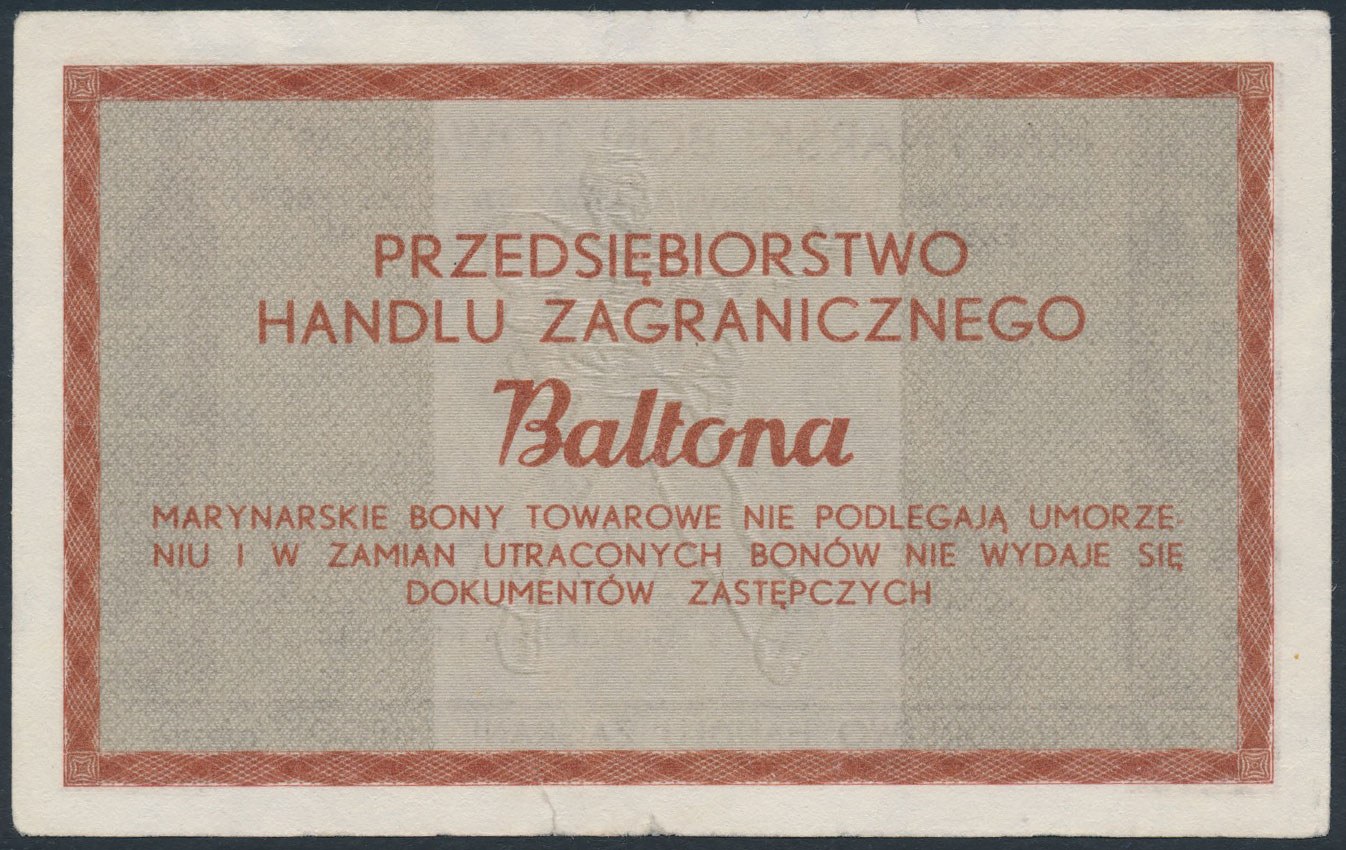 PRZEDSIĘBIORSTWO
HANDLU ZAGRANICZNEGO
Baltona
MARYNARSKIE BONY TOWAROWE NIE PODLEGAJĄ UMORZE-
NIU I W ZAMIAN UTRACONYCH BONÓW NIE WYDAJE SIĘ
DOKUMENTÓW ZASTĘPCZYCH